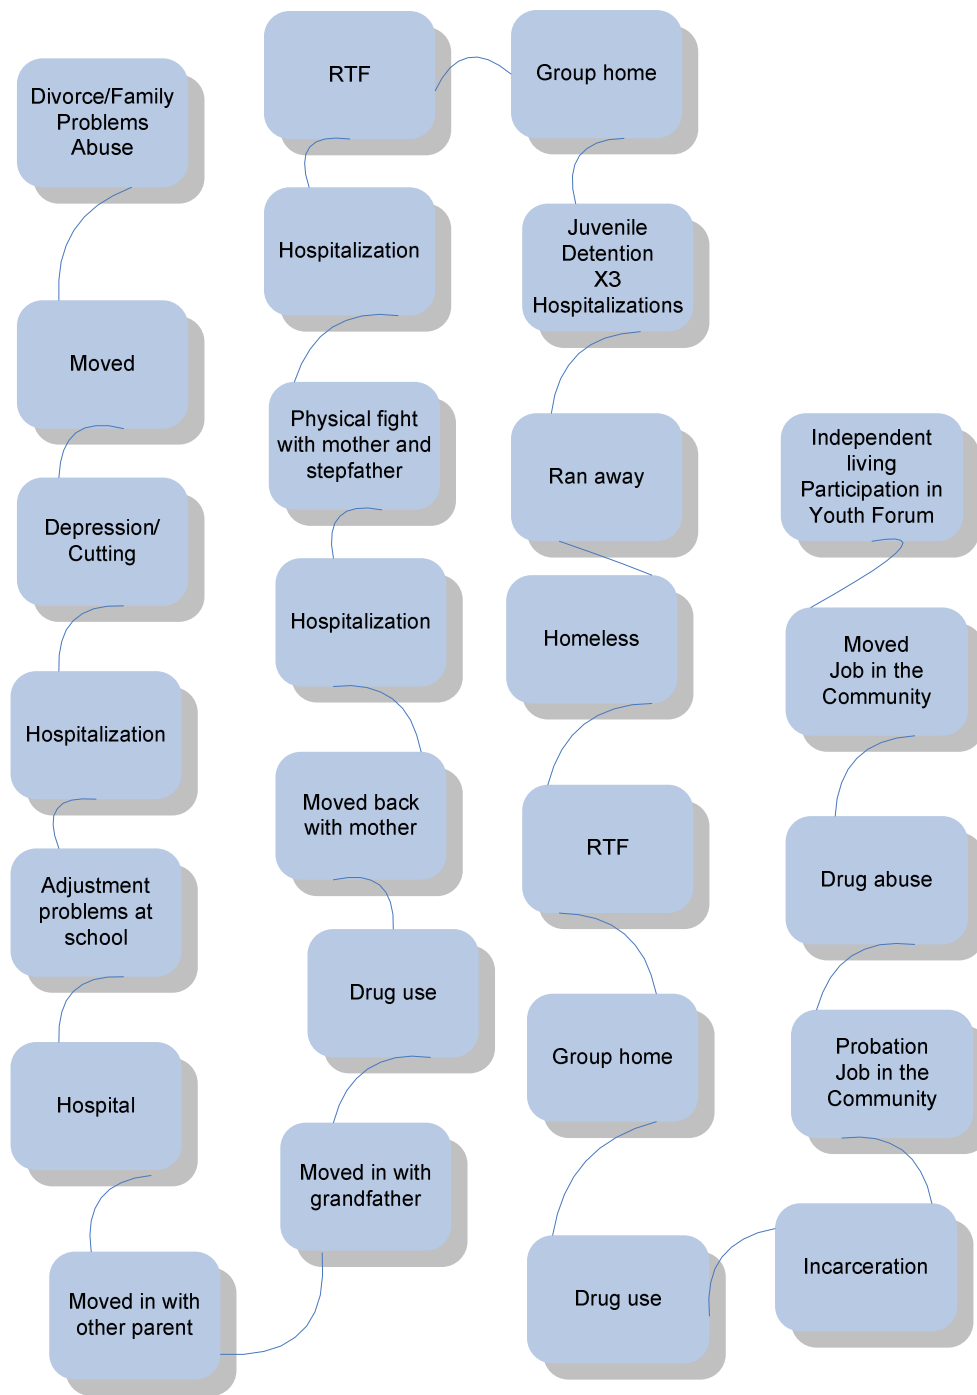 Divorce/Family
Problems
Abuse
Moved
Depression/
Cutting
Hospitalization
Adjustment
problems at
school
Hospital
Moved in with
other parent
Moved in with
grandfather
Drug use
Moved back
with mother
Hospitalization
Physical fight
with mother and
stepfather
Hospitalization
RTF
Group home
Juvenile
Detention
X3
Hospitalizations
Ran away
Homeless
RTF
Group home
Drug use
Incarceration
Probation
Job in the
Community
Drug abuse
Moved
Job in the
Community
Independent
living
Participation in
Youth Forum